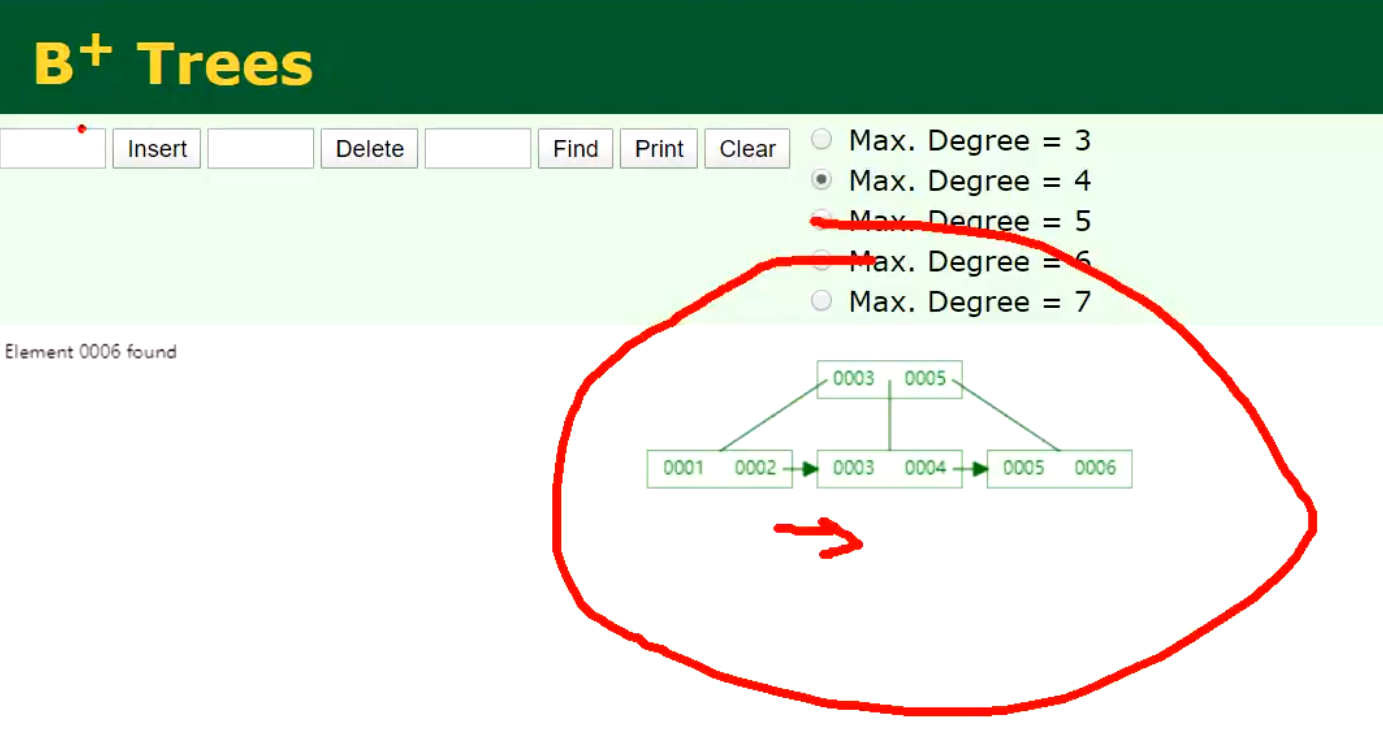 B+ Trees
Insert Delete Find Print Clear
Max. Degree = 3
Max. Degree = 4
Max. Degree = 5
Max. Degree = 6
Max. Degree = 7
Element 0006 found
0003 0005
0001 0002 0003 0004 0005 0006